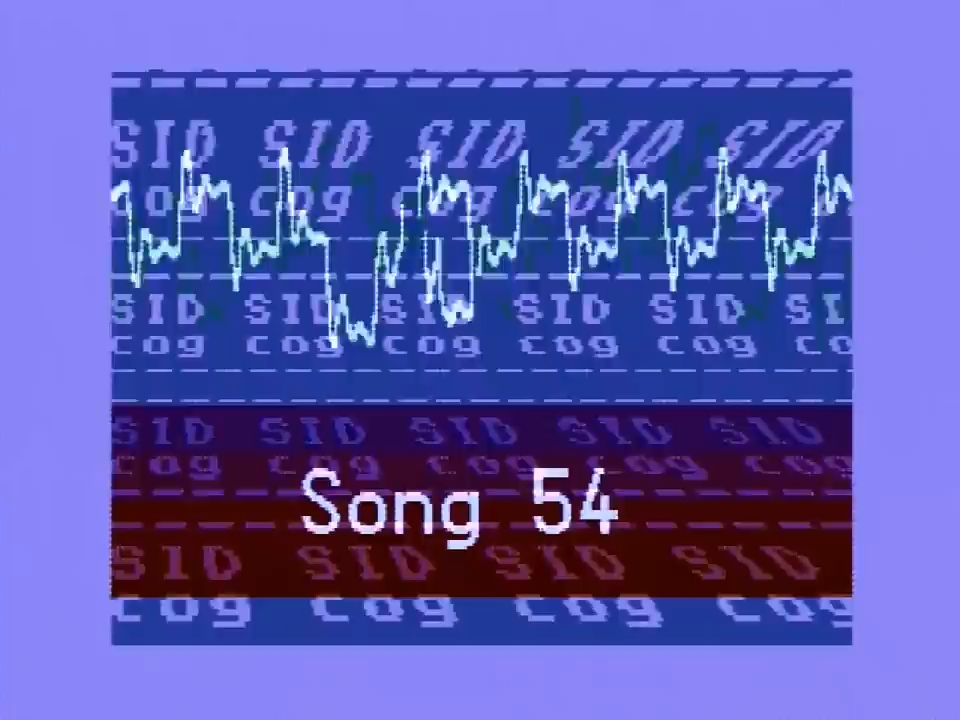 SID SID SID SID SID
cog cog cog cog cog
SID SID SID SID SID SI
cog cog cog cog cog co
SID SID SID SID SID
cog cog cog cog cog
Song 54
SID SID SID SID
cog cog cog cog